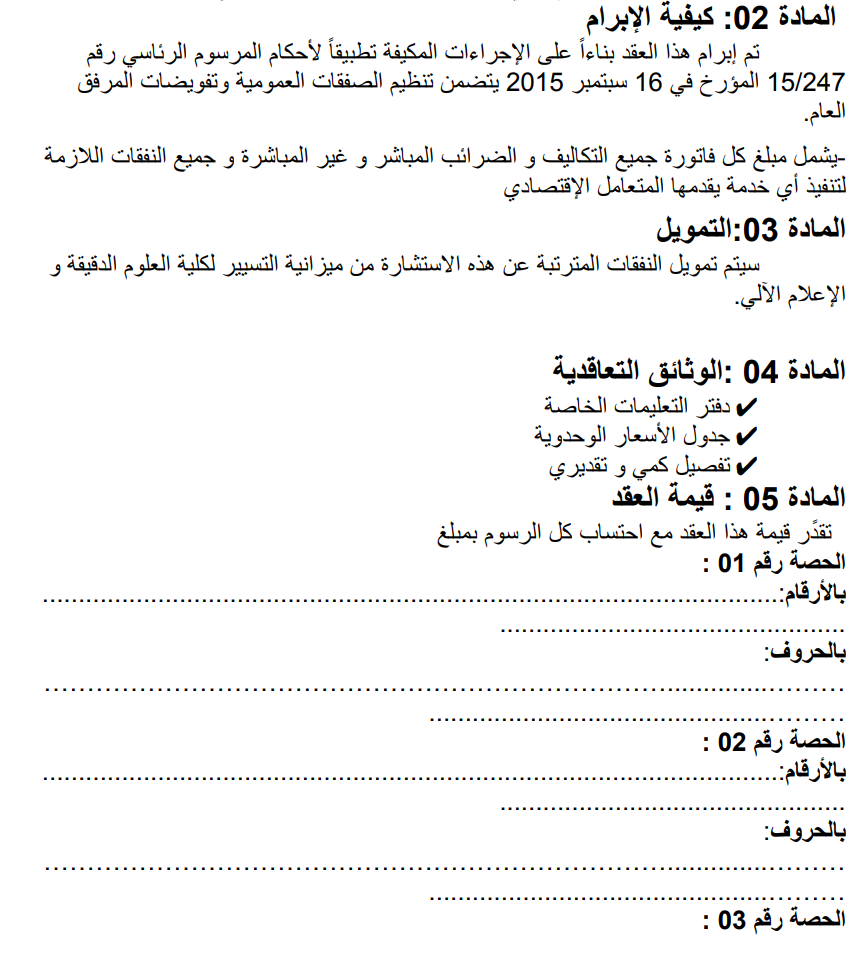 المادة 02: كيفية الإبرام
تم إبرام هذا العقد بناءاً على الإجراءات المكيفة تطبيقاً لأحكام المرسوم الرئاسي رقم
15/247 المؤرخ في 16 سبتمبر 2015 يتضمن تنظيم الصفقات العمومية وتفويضات المرفق
العام.
-يشمل مبلغ كل فاتورة جميع التكاليف و الضرائب المباشر و غير المباشرة و جميع النفقات اللازمة
لتنفيذ أي خدمة يقدمها المتعامل الإقتصادي
المادة 03:التمويل
سيتم تمويل النفقات المترتبة عن هذه الاستشارة من ميزانية التسيير لكلية العلوم الدقيقة و
الإعلام الآلي.
المادة 04 :الوثائق التعاقدية
✔ دفتر التعليمات الخاصة
✔ جدول الأسعار الوحدوية
✔ تفصيل كمي و تقديري
المادة 05 : قيمة العقد
تقدًر قيمة هذا العقد مع احتساب كل الرسوم بمبلغ
الحصة رقم 01 :
بالأرقام:......................................................................................................
................................................
بالحروف:
.........................................................................................................
..........................................................
الحصة رقم 02 :
بالأرقام:......................................................................................................
................................................
بالحروف:
.........................................................................................................
..........................................................
الحصة رقم 03 :